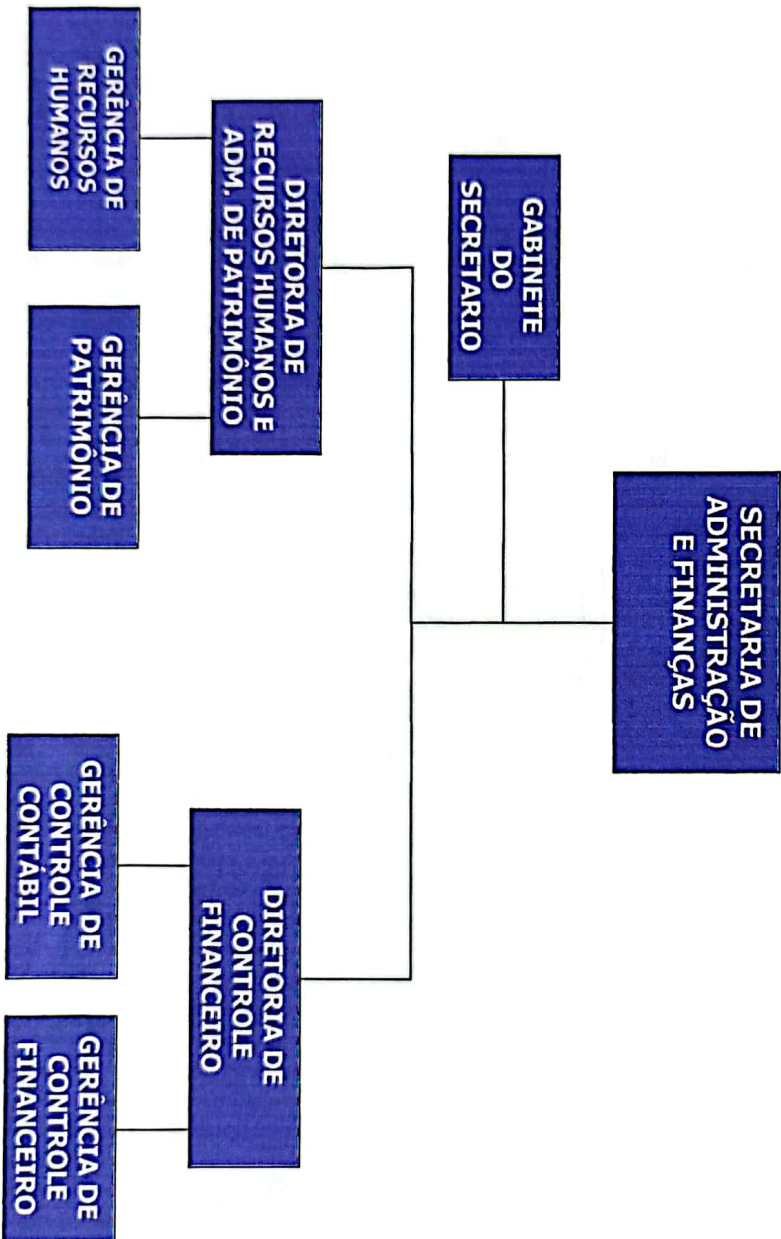 SECRETARIA DE
ADMINISTRAÇÃO
E FINANÇAS
GABINETE
DO
SECRETARIO
DIRETORIA DE
RECURSOS HUMANOS E
ADM. DE PATRIMÔNIO
DIRETORIA DE
CONTROLE
FINANCEIRO
GERÊNCIA DE
RECURSOS
HUMANOS
GERÊNCIA DE
PATRIMÔNIO
GERÊNCIA DE
CONTROLE
CONTÁBIL
GERÊNCIA DE
CONTROLE
FINANCEIRO